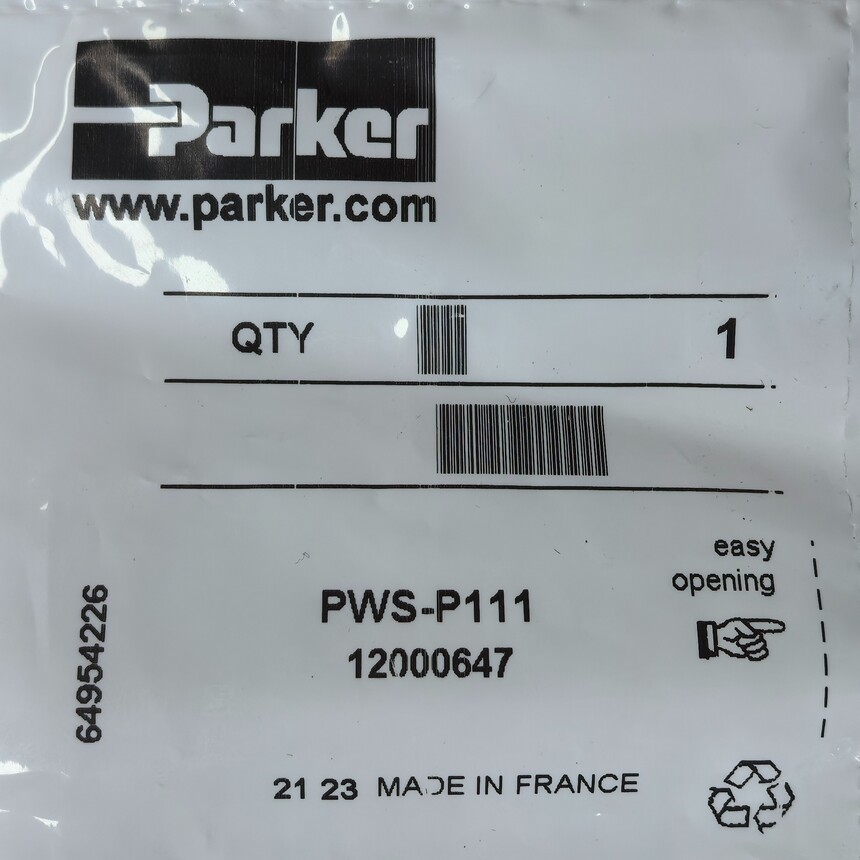 Parker
www.parker.com
QTY 1
easy
opening
PWS-P111
12000647
64954226
21 23 MADE IN FRANCE